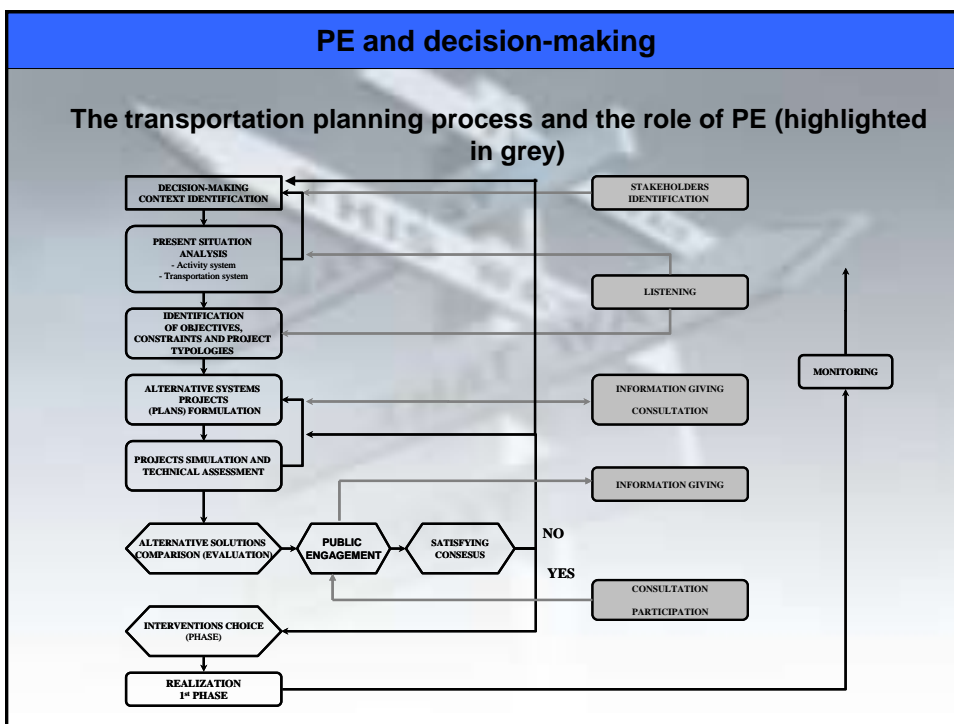 PE and decision-making
The transportation planning process and the role of PE (highlighted
in grey)
DECISION-MAKING
CONTEXT IDENTIFICATION
STAKEHOLDERS
IDENTIFICATION
PRESENT SITUATION
ANALYSIS
- Activity system
- Transportation system
LISTENING
IDENTIFICATION
OF OBJECTIVES,
CONSTRAINTS AND PROJECT
TYPOLOGIES
MONITORING
ALTERNATIVE SYSTEMS
PROJECTS
(PLANS) FORMULATION
INFORMATION GIVING
CONSULTATION
PROJECTS SIMULATION AND
TECHNICAL ASSESSMENT
INFORMATION GIVING
ALTERNATIVE SOLUTIONS
COMPARISON (EVALUATION)
PUBLIC
ENGAGEMENT
SATISFYING
CONSESUS
NO
YES
CONSULTATION
PARTICIPATION
INTERVENTIONS CHOICE
(PHASE)
REALIZATION
1st PHASE